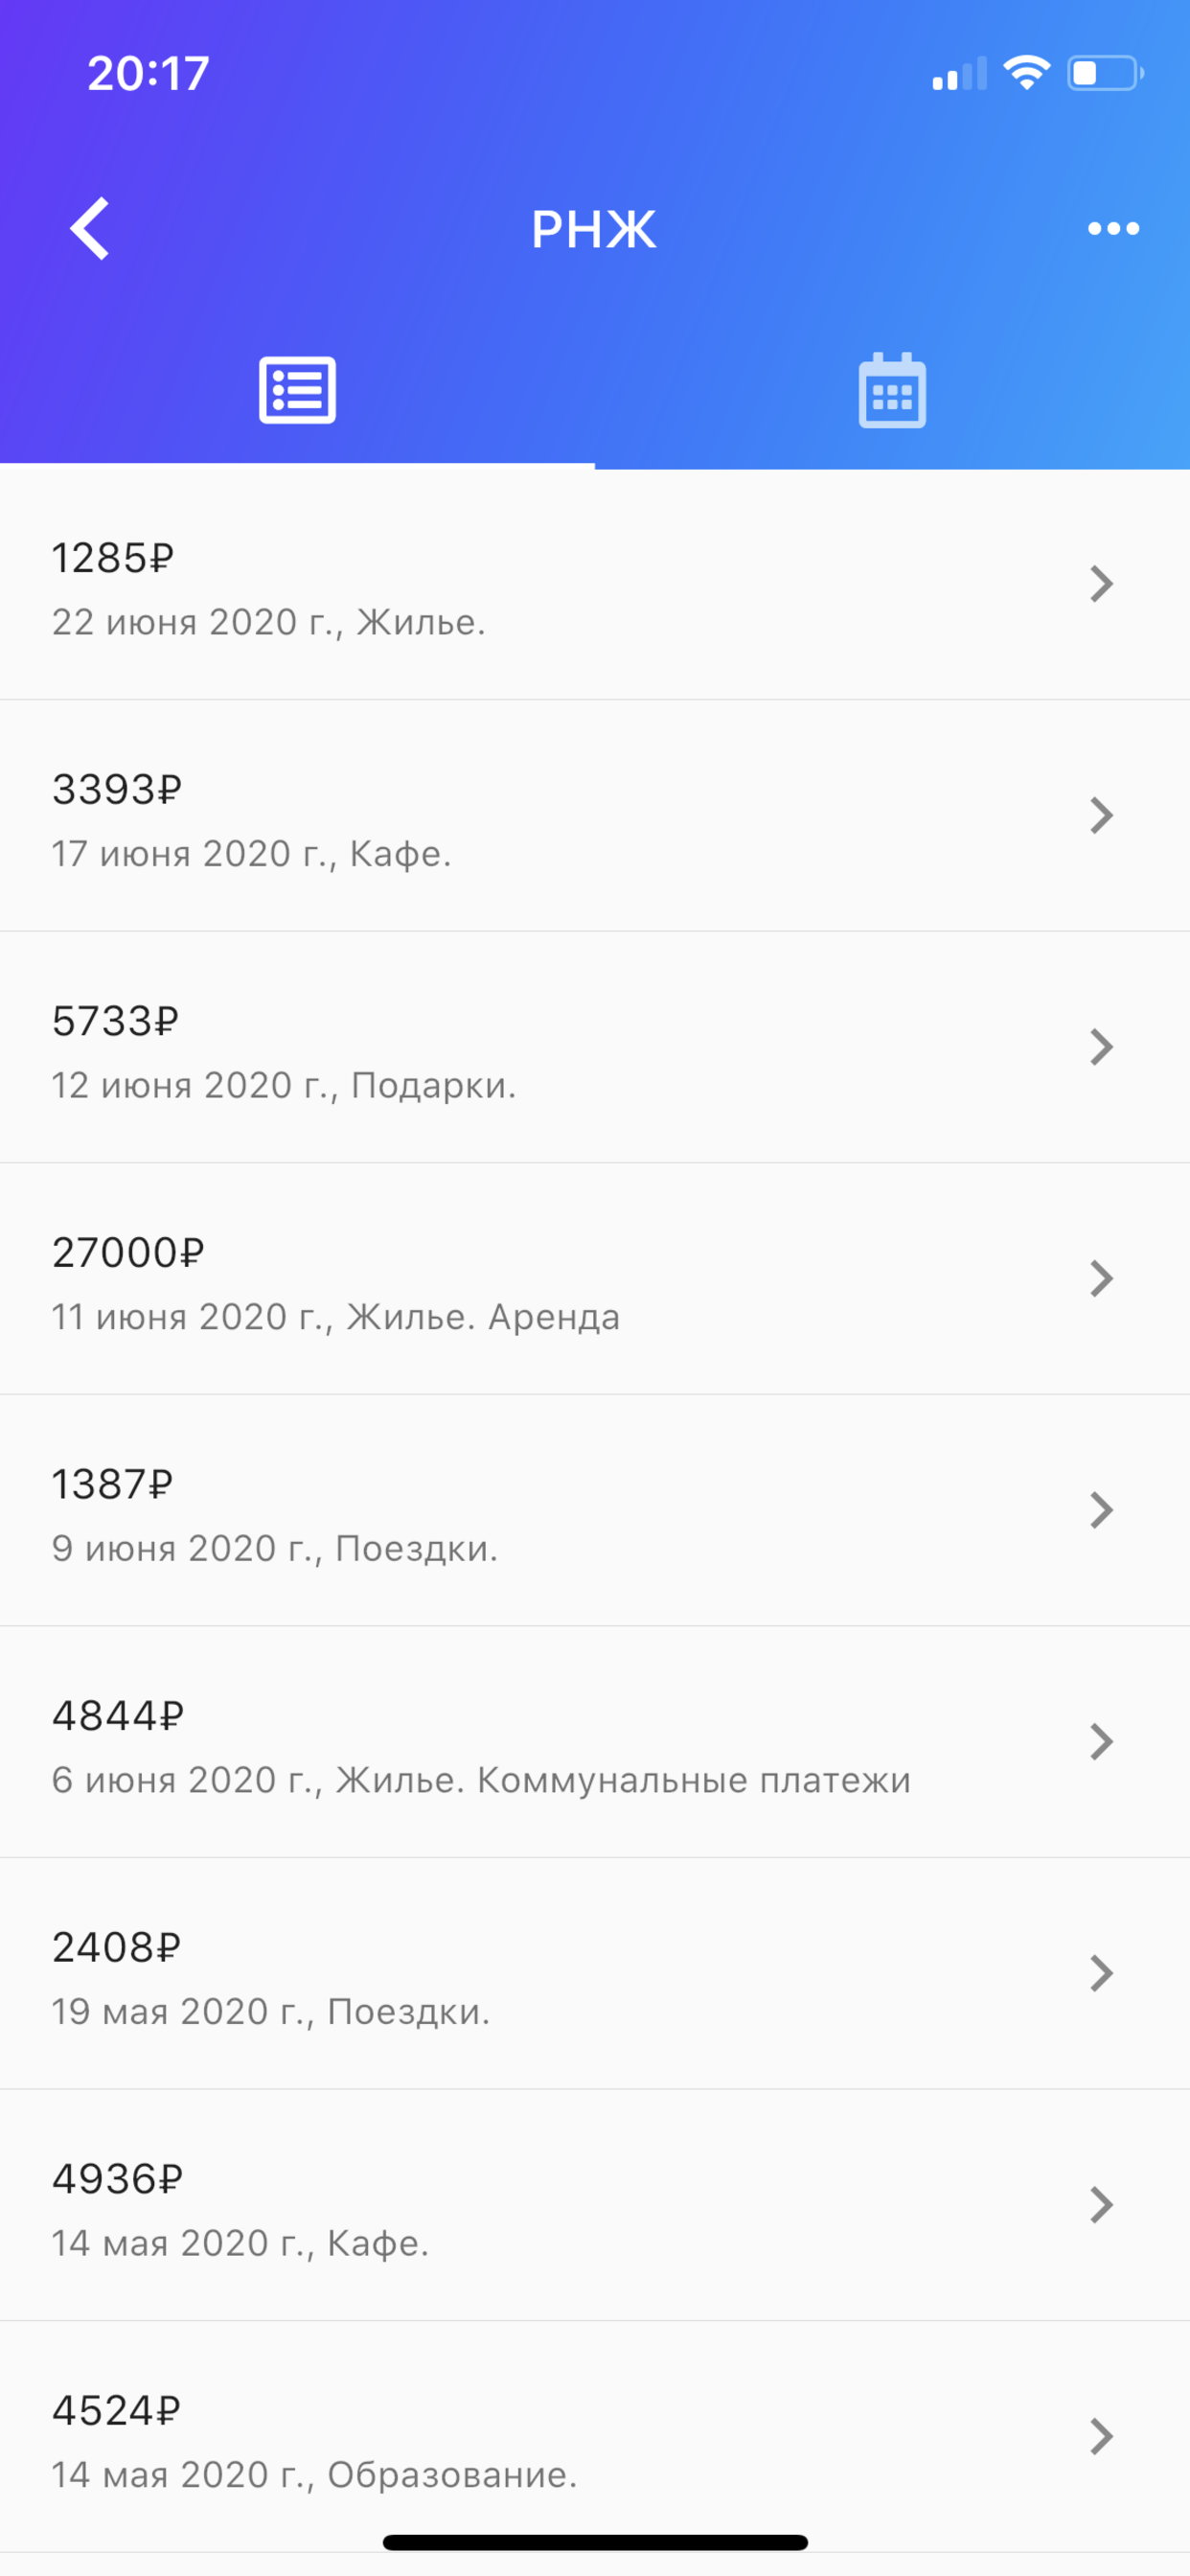 20:17
РНЖ
1285₽
22 июня 2020 г., Жилье.
3393₽
17 июня 2020 г., Кафе.
5733₽
12 июня 2020 г., Подарки.
27000₽
11 июня 2020 г., Жилье. Аренда
1387₽
9 июня 2020 г., Поездки.
4844₽
6 июня 2020 г., Жилье. Коммунальные платежи
2408₽
19 мая 2020 г., Поездки.
4936₽
14 мая 2020 г., Кафе.
4524₽
14 мая 2020 г., Образование.